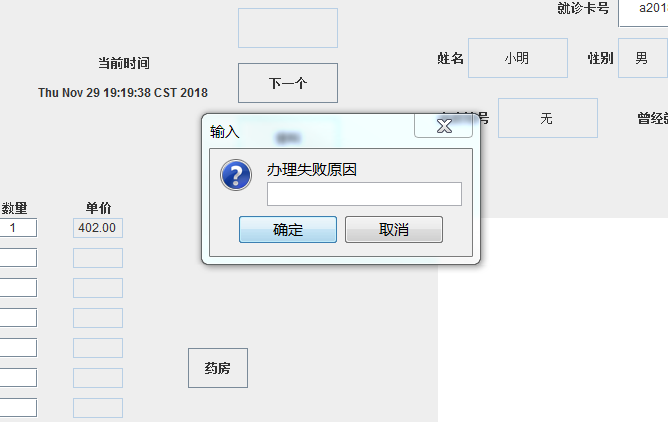 就诊卡号
a2018
当前时间
Thu Nov 29 19:19:38 CST 2018
下一个
姓名
小明
性别
男
号
无
曾经
输入
办理失败原因
确定
取消
数量
单价
1
402.00
药房